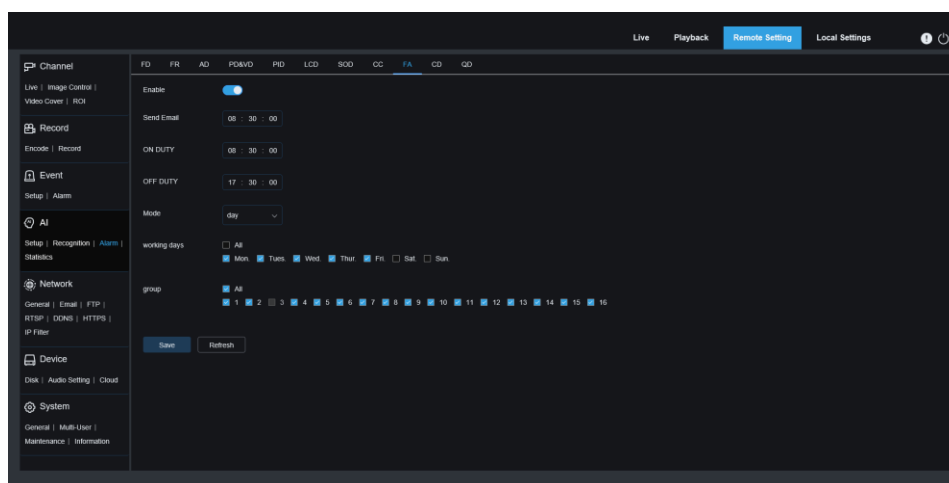 Live Playback Remote Setting Local Settings
Channel
Live | Image Control |
Video Cover | ROI
Record
Encode | Record
Event
Setup | Alarm
AI
Setup | Recognition | Alarm |
Statistics
Network
General | Email | FTP |
RTSP | DDNS | HTTPS |
IP Filter
Device
Disk | Audio Setting | Cloud
System
General | Multi-User |
Maintenance | Information
FD FR AD PD&VD PID LCD SOD CC FA CD QD
Enable
Send Email 08 : 30 : 00
ON DUTY 08 : 30 : 00
OFF DUTY 17 : 30 : 00
Mode day
working days All
Mon. Tues. Wed. Thur. Fri. Sat. Sun.
group All
1 2 3 4 5 6 7 8 9 10 11 12 13 14 15 16
Save Refresh